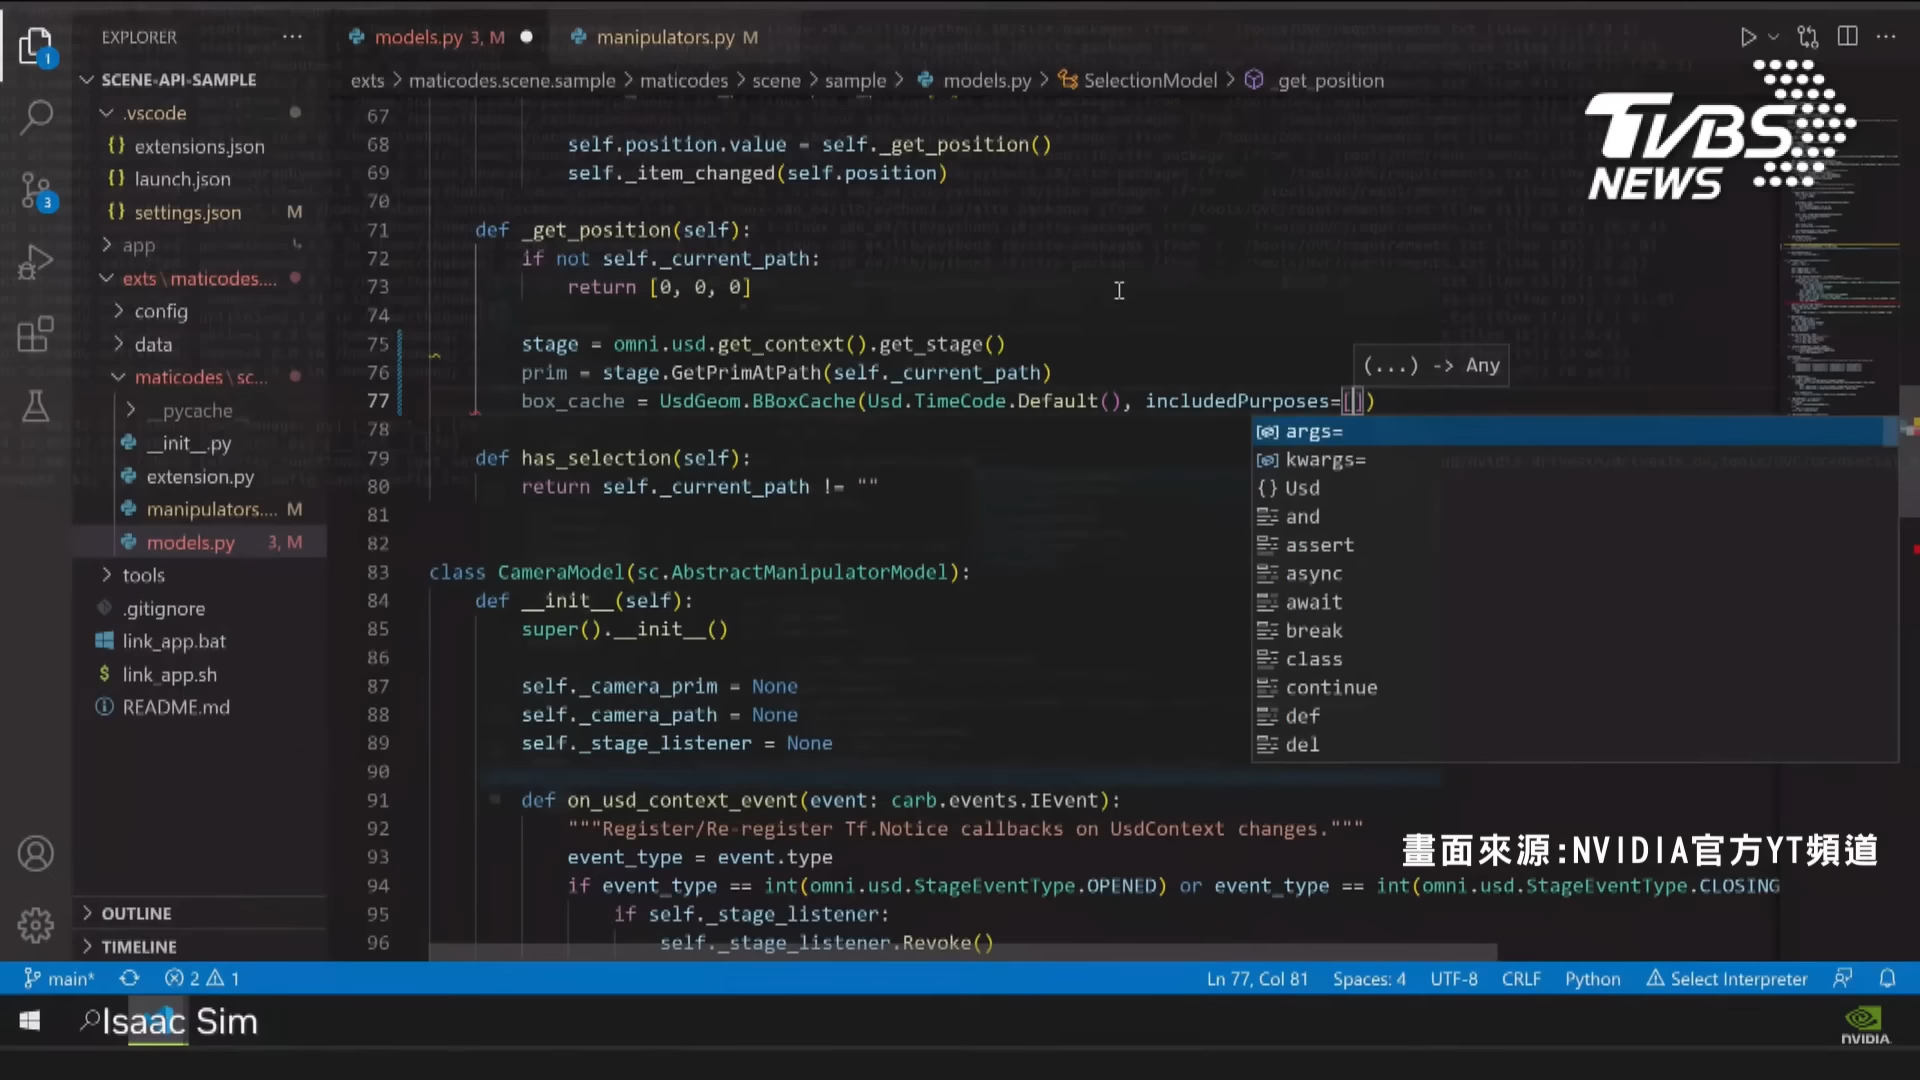 EXPLORER
SCENE-API-SAMPLE
.vscode
extensions.json
launch.json
settings.json M
app
exts \ maticodes....
config
data
maticodes \ sc...
__pycache__
__init__.py
extension.py
manipulators.... M
models.py 3, M
tools
.gitignore
link_app.bat
link_app.sh
README.md
OUTLINE
TIMELINE
1
3
models.py 3, M
manipulators.py M
exts > maticodes.scene.sample > maticodes > scene > sample > models.py > SelectionModel > _get_position
67
68 self.position.value = self._get_position()
69 self._item_changed(self.position)
70
71 def _get_position(self):
72 if not self._current_path:
73 return [0, 0, 0]
74
75 stage = omni.usd.get_context().get_stage()
76 prim = stage.GetPrimAtPath(self._current_path)
77 box_cache = UsdGeom.BBoxCache(Usd.TimeCode.Default(), includedPurposes=[])
78
79 def has_selection(self):
80 return self._current_path != ""
81
82
83 class CameraModel(sc.AbstractManipulatorModel):
84 def __init__(self):
85 super().__init__()
86
87 self._camera_prim = None
88 self._camera_path = None
89 self._stage_listener = None
90
91 def on_usd_context_event(event: carb.events.IEvent):
92 """Register/Re-register Tf.Notice callbacks on UsdContext changes."""
93 event_type = event.type
94 if event_type == int(omni.usd.StageEventType.OPENED) or event_type == int(omni.usd.StageEventType.CLOSING
95 if self._stage_listener:
96 self._stage_listener.Revoke()
(...) -> Any
args=
kwargs=
Usd
and
assert
async
await
break
class
continue
def
del
TVBS
NEWS
畫面來源:NVIDIA官方YT頻道
main* 2 1
Ln 77, Col 81 Spaces: 4 UTF-8 CRLF Python Select Interpreter
Isaac Sim
NVIDIA.